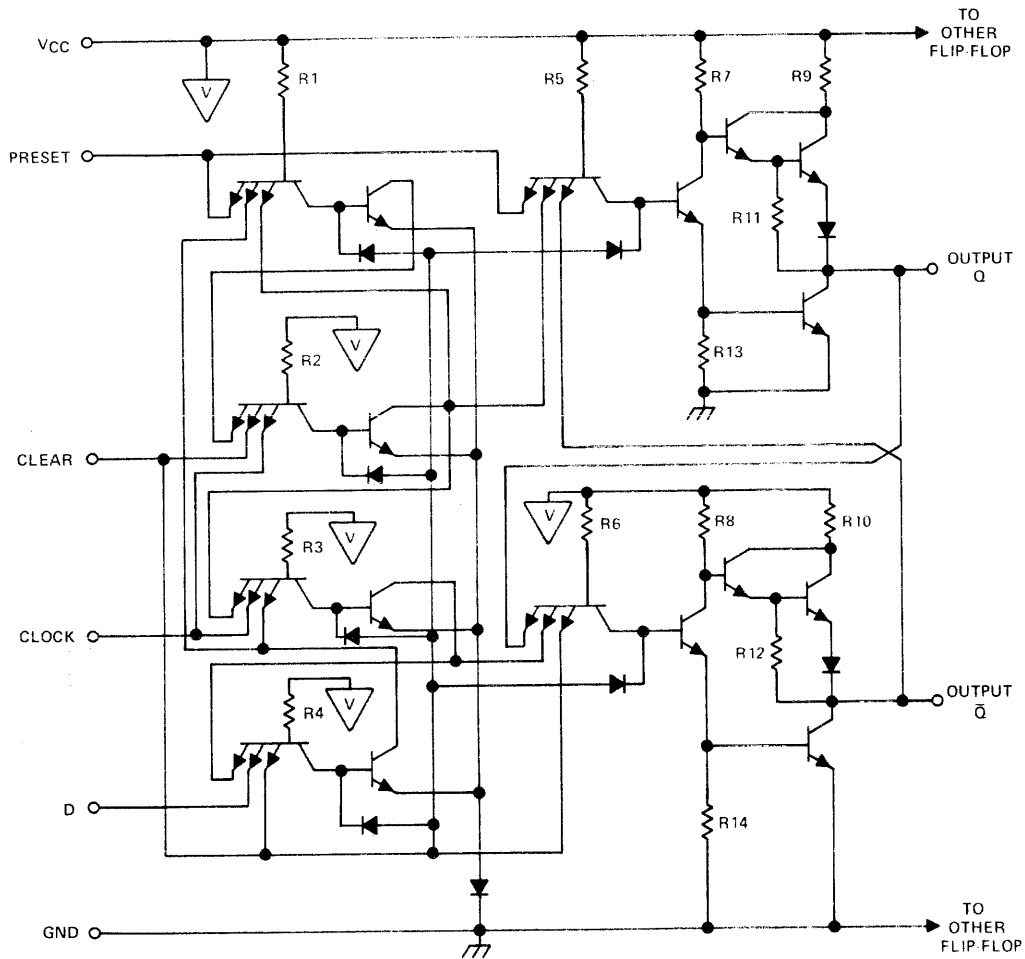 TO
OTHER
FLIP-FLOP
VCC
R1
R5
R7
R9
V
PRESET
R11
OUTPUT
Q
R2
V
R13
CLEAR
R3
V
V
R6
R8
R10
CLOCK
R12
R4
V
OUTPUT
Q̄
D
R14
TO
OTHER
FLIP-FLOP
GND